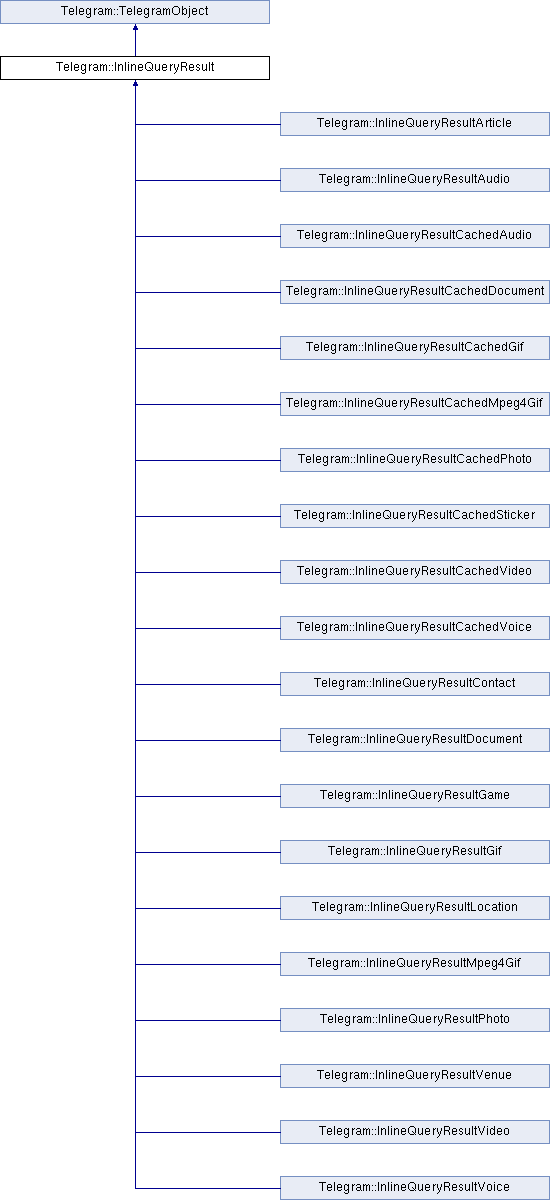 Telegram::TelegramObject
Telegram::InlineQueryResult
Telegram::InlineQueryResultArticle
Telegram::InlineQueryResultAudio
Telegram::InlineQueryResultCachedAudio
Telegram::InlineQueryResultCachedDocument
Telegram::InlineQueryResultCachedGif
Telegram::InlineQueryResultCachedMpeg4Gif
Telegram::InlineQueryResultCachedPhoto
Telegram::InlineQueryResultCachedSticker
Telegram::InlineQueryResultCachedVideo
Telegram::InlineQueryResultCachedVoice
Telegram::InlineQueryResultContact
Telegram::InlineQueryResultDocument
Telegram::InlineQueryResultGame
Telegram::InlineQueryResultGif
Telegram::InlineQueryResultLocation
Telegram::InlineQueryResultMpeg4Gif
Telegram::InlineQueryResultPhoto
Telegram::InlineQueryResultVenue
Telegram::InlineQueryResultVideo
Telegram::InlineQueryResultVoice